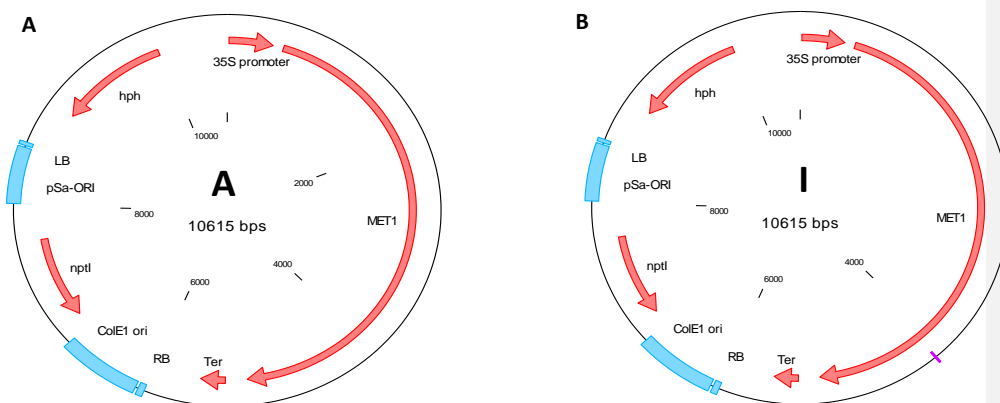 A
35S promoter
hph
10000
LB
pSa-ORI
A
2000
8000
10615 bps
MET1
nptI
4000
6000
ColE1 ori
RB
Ter
B
35S promoter
hph
10000
LB
pSa-ORI
I
8000
10615 bps
MET1
nptI
4000
6000
ColE1 ori
RB
Ter